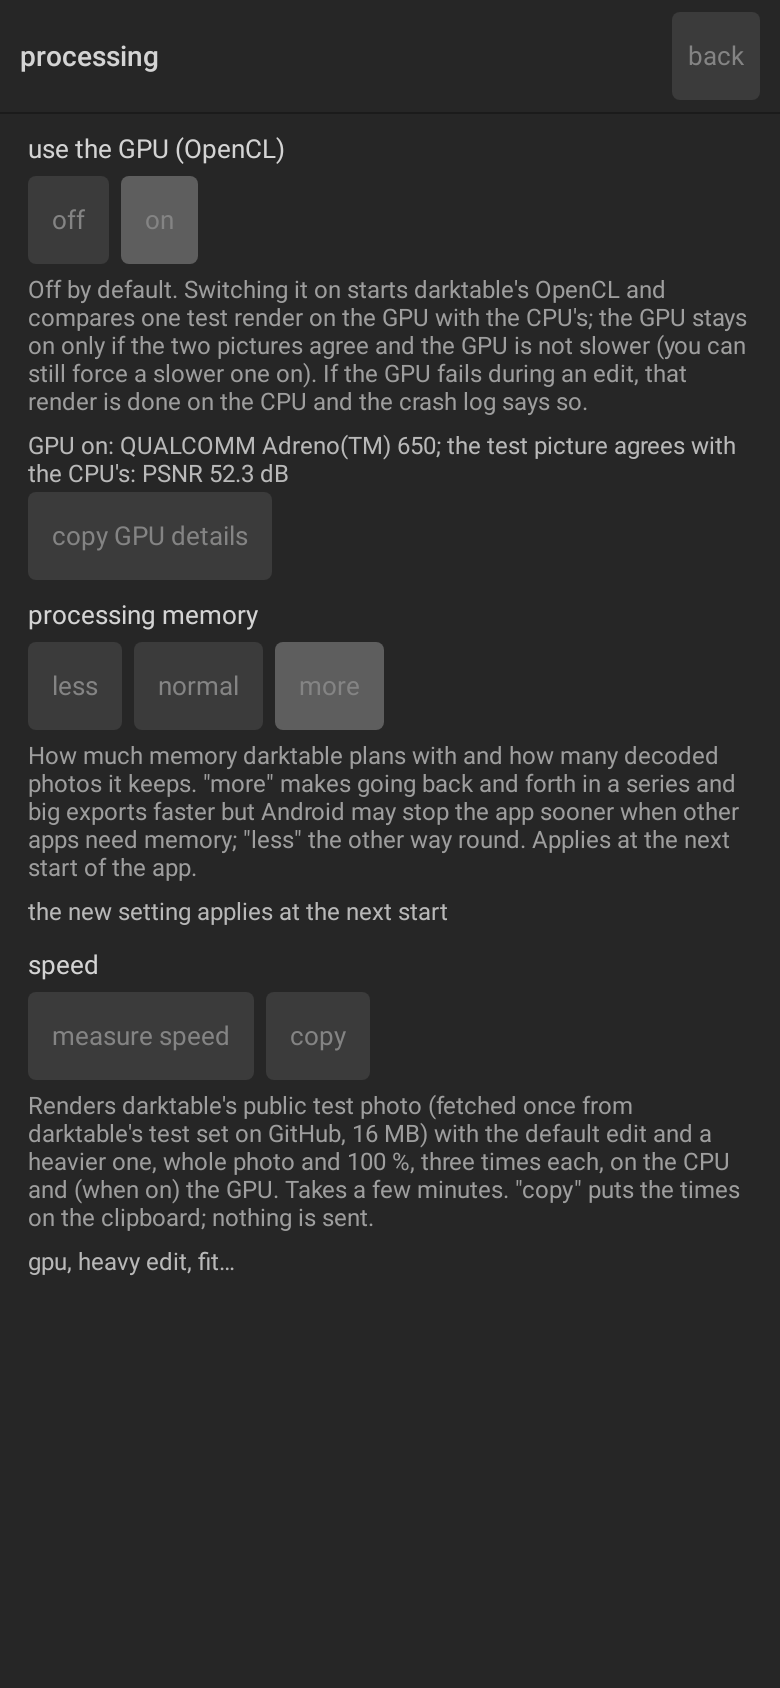 processing
back
use the GPU (OpenCL)
off
on
Off by default. Switching it on starts darktable's OpenCL and
compares one test render on the GPU with the CPU's; the GPU stays
on only if the two pictures agree and the GPU is not slower (you can
still force a slower one on). If the GPU fails during an edit, that
render is done on the CPU and the crash log says so.
GPU on: QUALCOMM Adreno(TM) 650; the test picture agrees with
the CPU's: PSNR 52.3 dB
copy GPU details
processing memory
less
normal
more
How much memory darktable plans with and how many decoded
photos it keeps. "more" makes going back and forth in a series and
big exports faster but Android may stop the app sooner when other
apps need memory; "less" the other way round. Applies at the next
start of the app.
the new setting applies at the next start
speed
measure speed
copy
Renders darktable's public test photo (fetched once from
darktable's test set on GitHub, 16 MB) with the default edit and a
heavier one, whole photo and 100 %, three times each, on the CPU
and (when on) the GPU. Takes a few minutes. "copy" puts the times
on the clipboard; nothing is sent.
gpu, heavy edit, fit…